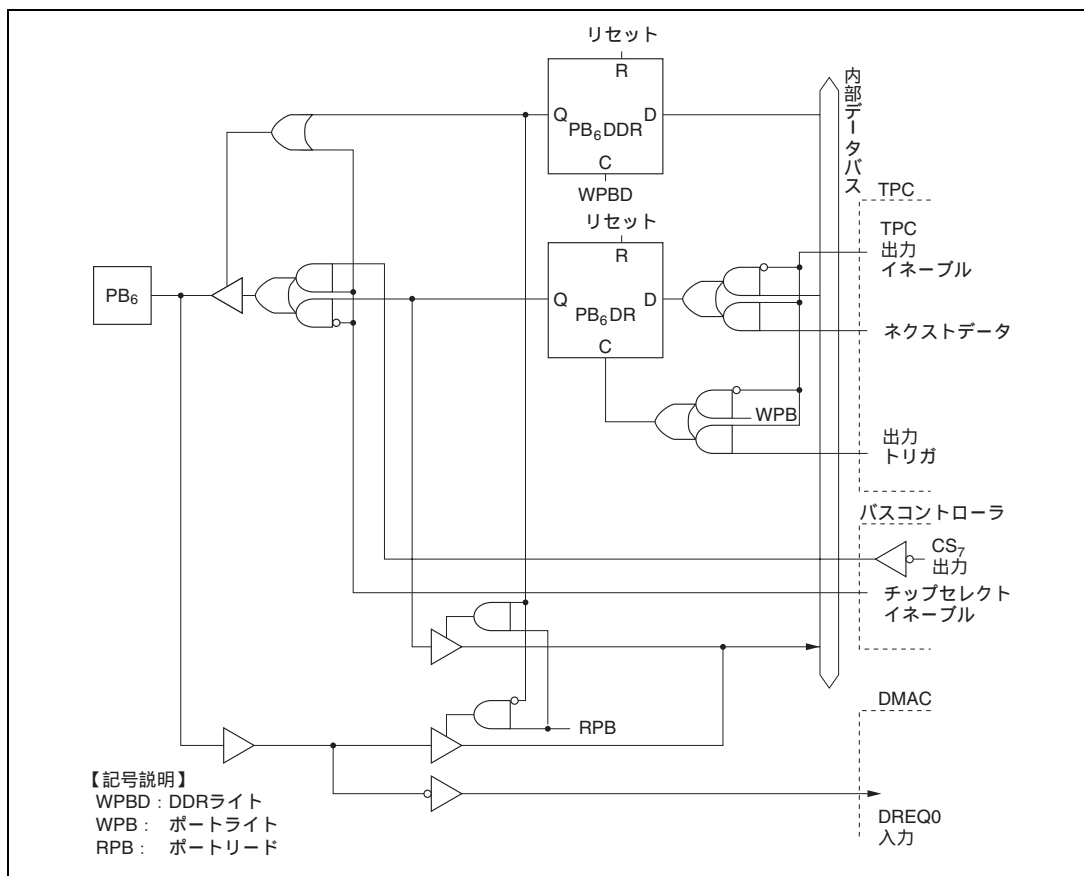 リセット
R
Q
D
PB6DDR
C
WPBD
内部データバス
リセット
R
Q
D
PB6DR
C
PB6
TPC
TPC
出力
イネーブル
ネクストデータ
WPB
出力
トリガ
バスコントローラ
CS7
出力
チップセレクト
イネーブル
RPB
DMAC
DREQ0
入力
【記号説明】
WPBD : DDRライト
WPB : ポートライト
RPB : ポートリード